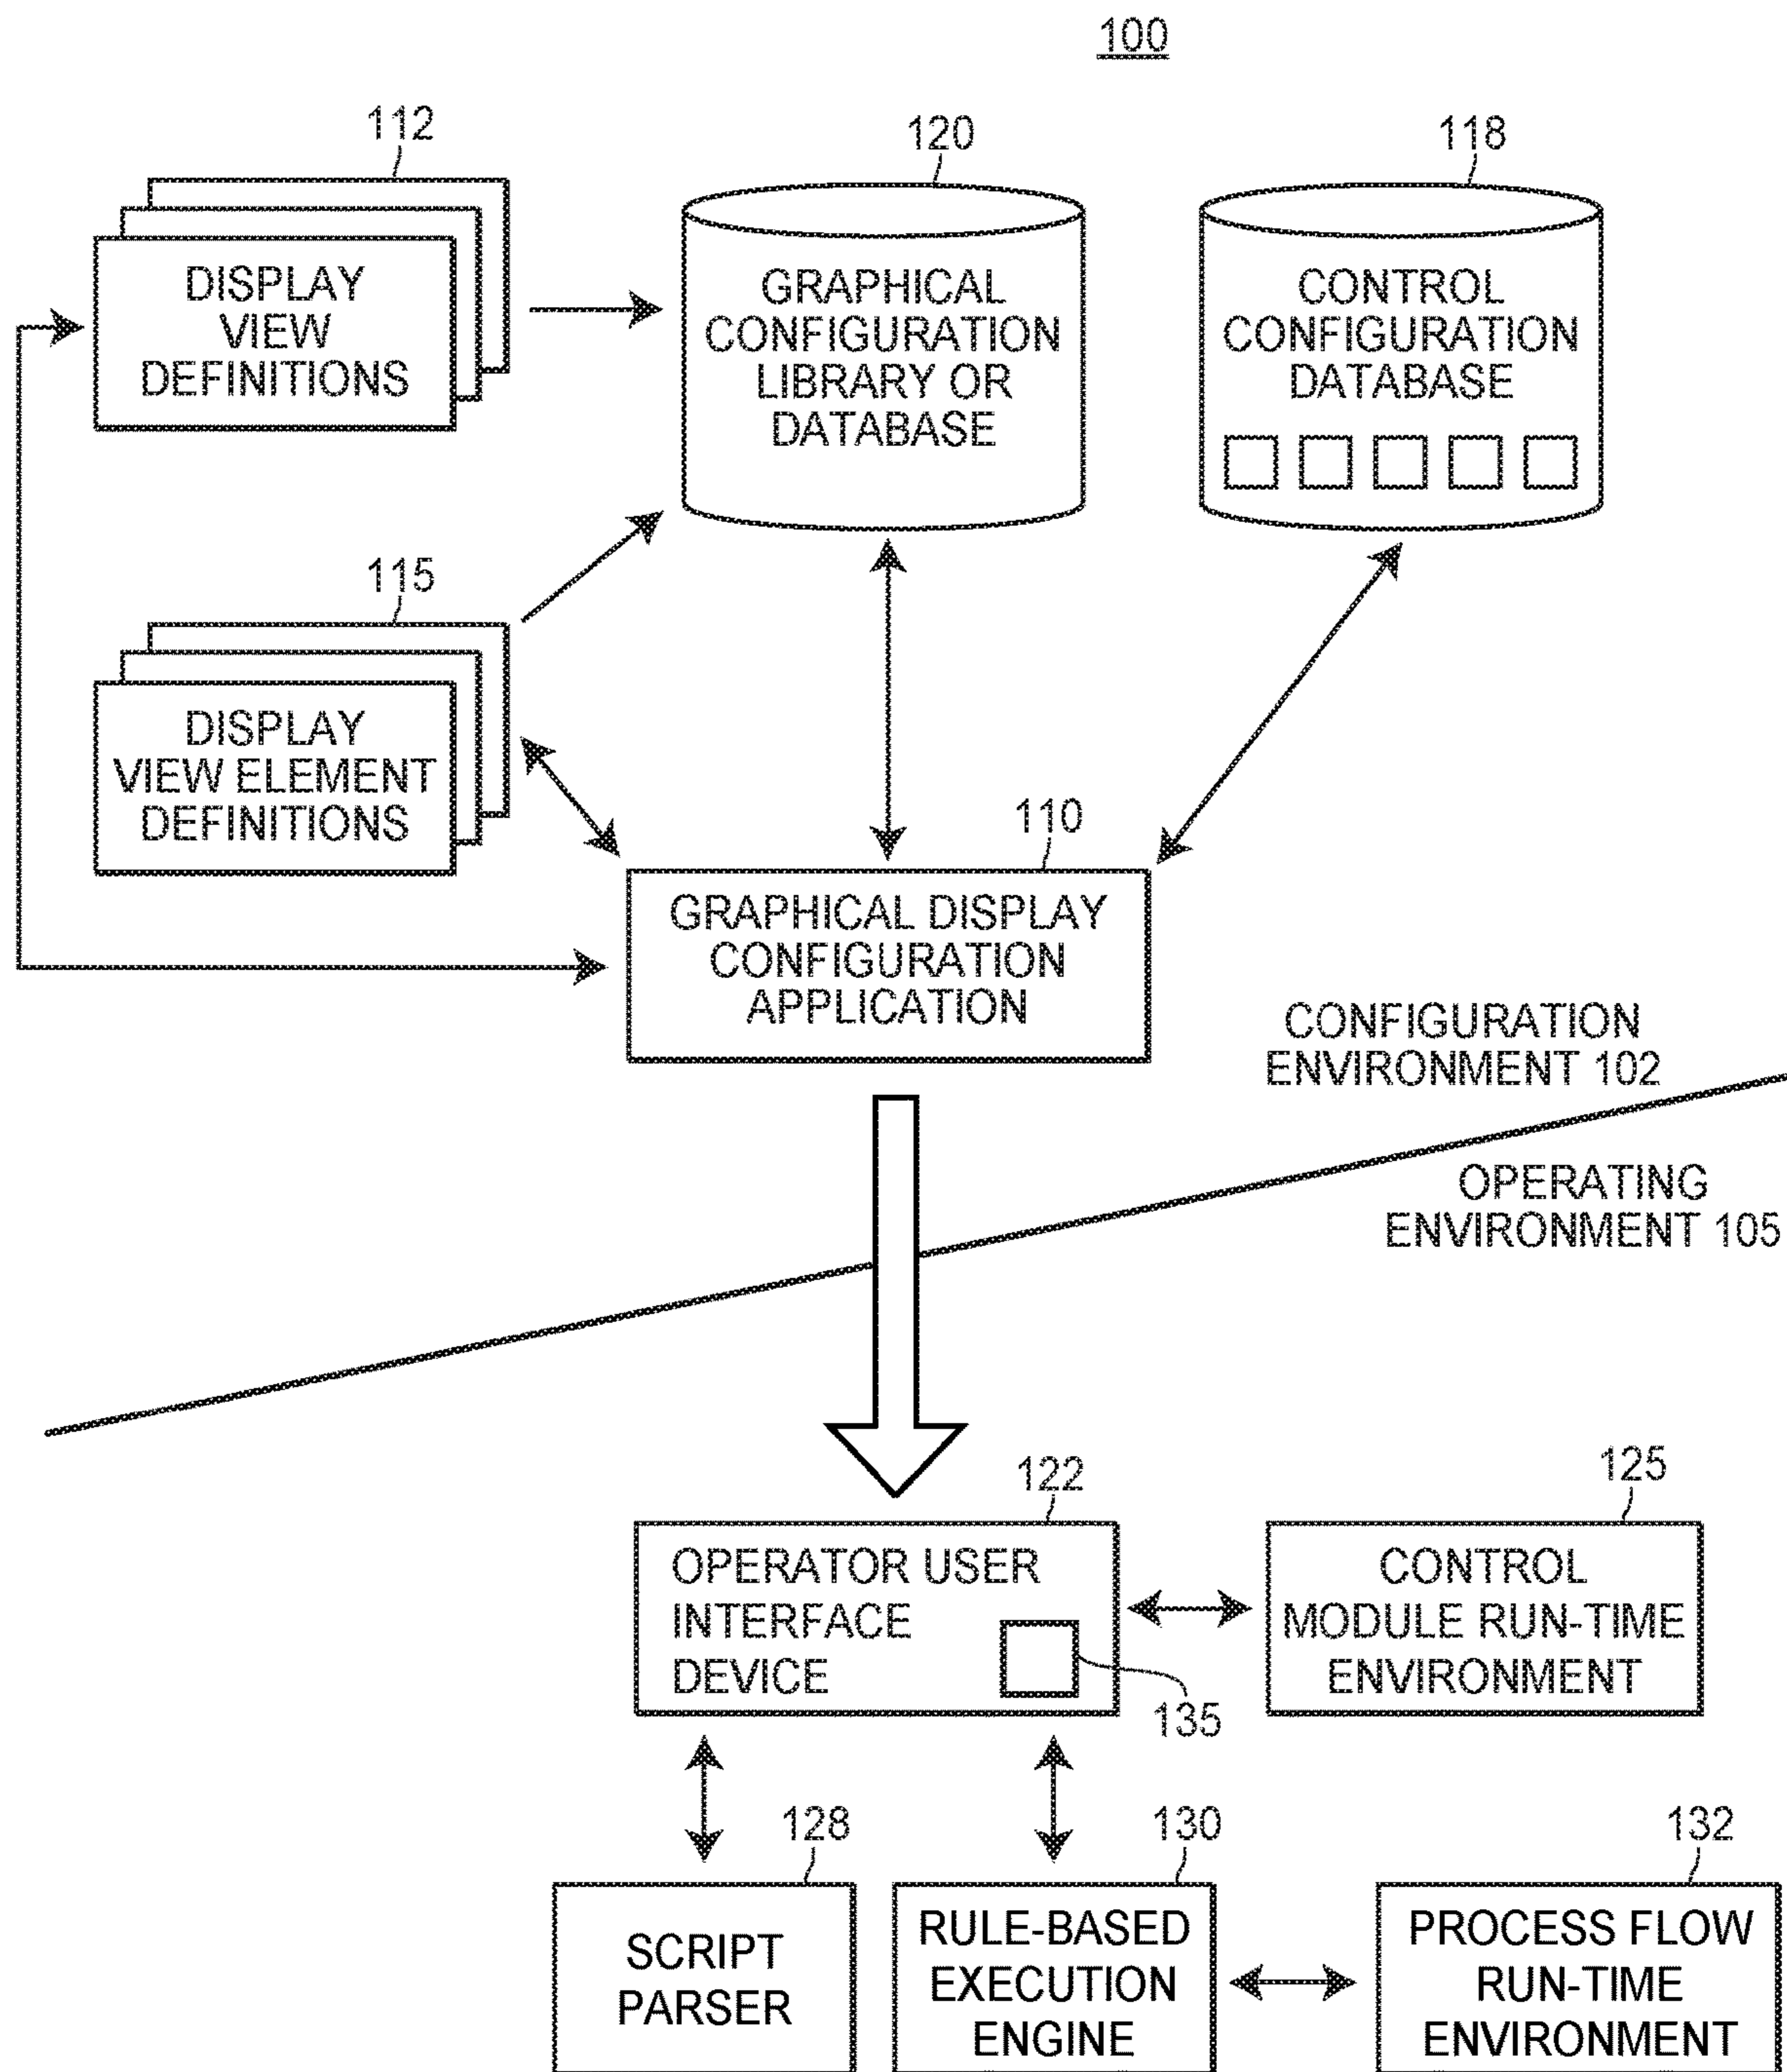 100
112
120
118
DISPLAY
VIEW
DEFINITIONS
GRAPHICAL
CONFIGURATION
LIBRARY OR
DATABASE
CONTROL
CONFIGURATION
DATABASE
115
DISPLAY
VIEW ELEMENT
DEFINITIONS
110
GRAPHICAL DISPLAY
CONFIGURATION
APPLICATION
CONFIGURATION
ENVIRONMENT 102
OPERATING
ENVIRONMENT 105
122
125
OPERATOR USER
INTERFACE
DEVICE
135
CONTROL
MODULE RUN-TIME
ENVIRONMENT
128
130
132
SCRIPT
PARSER
RULE-BASED
EXECUTION
ENGINE
PROCESS FLOW
RUN-TIME
ENVIRONMENT